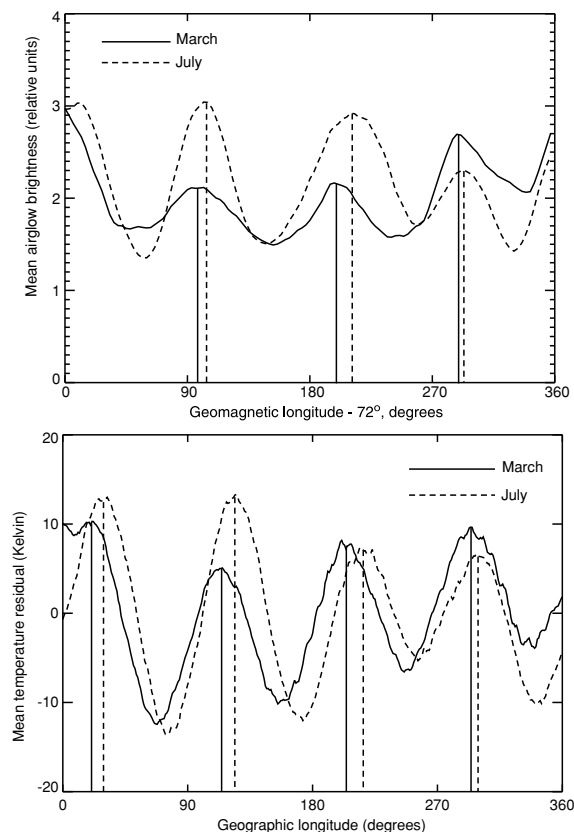 4
3
2
1
0
March
July
Mean airglow brightness (relative units)
0 90 180 270 360
Geomagnetic longitude - 72°, degrees
20
10
0
-10
-20
March
July
Mean temperature residual (Kelvin)
0 90 180 270 360
Geographic longitude (degrees)